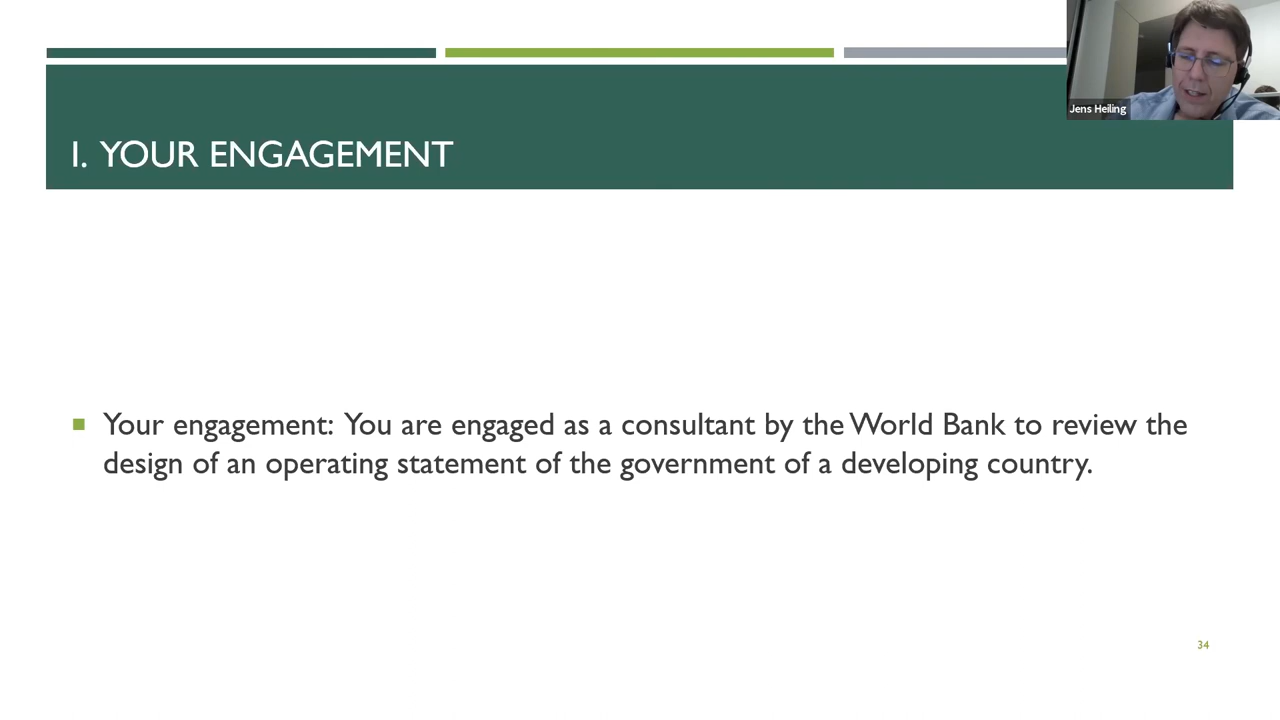 Jens Heiling
I. YOUR ENGAGEMENT
Your engagement: You are engaged as a consultant by the World Bank to review the
design of an operating statement of the government of a developing country.
34